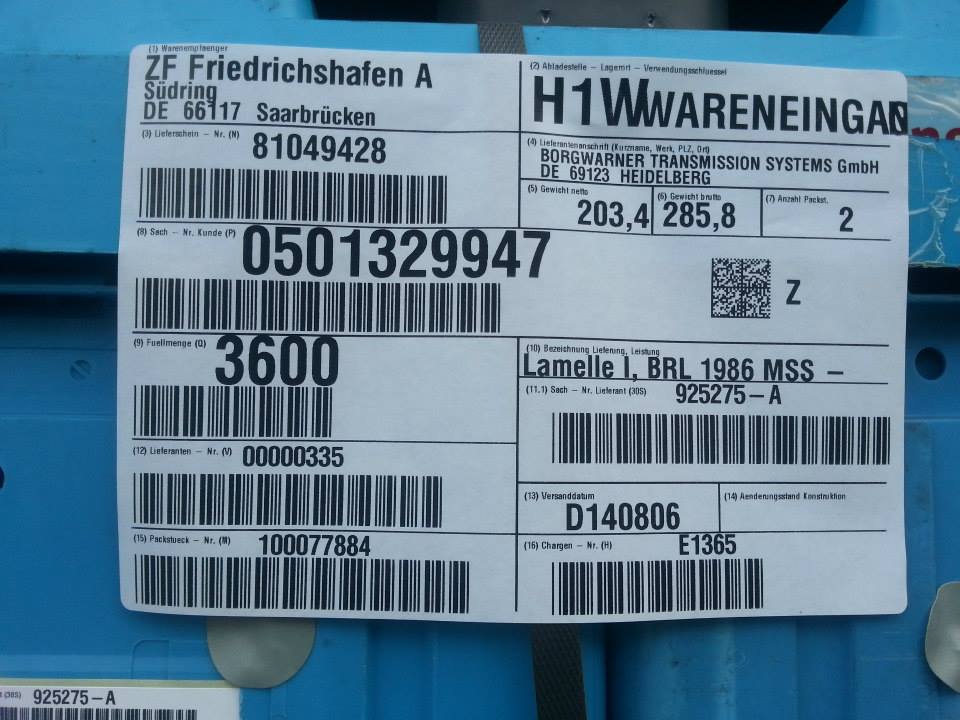 (1) Warenempfaenger
ZF Friedrichshafen A
Südring
DE 66117 Saarbrücken
(2) Abladestelle – Lagerort – Verwendungsschluessel
H1W WARENEINGAN
(3) Lieferschein – Nr. (N)
81049428
(4) Lieferantenanschrift (Kurzname, Werk, PLZ, Ort)
BORGWARNER TRANSMISSION SYSTEMS GmbH
DE 69123 HEIDELBERG
(5) Gewicht netto
203,4
(6) Gewicht brutto
285,8
(7) Anzahl Packst.
2
(8) Sach – Nr. Kunde (P)
0501329947
Z
(9) Fuellmenge (Q)
3600
(10) Bezeichnung Lieferung, Leistung
Lamelle I, BRL 1986 MSS –
(11.1) Sach – Nr. Lieferant (30S)
925275–A
(12) Lieferanten – Nr. (V)
00000335
(13) Versanddatum
D140806
(14) Aenderungsstand Konstruktion
(15) Packstueck – Nr. (M)
100077884
(16) Chargen – Nr. (H)
E1365
(30S) 925275–A